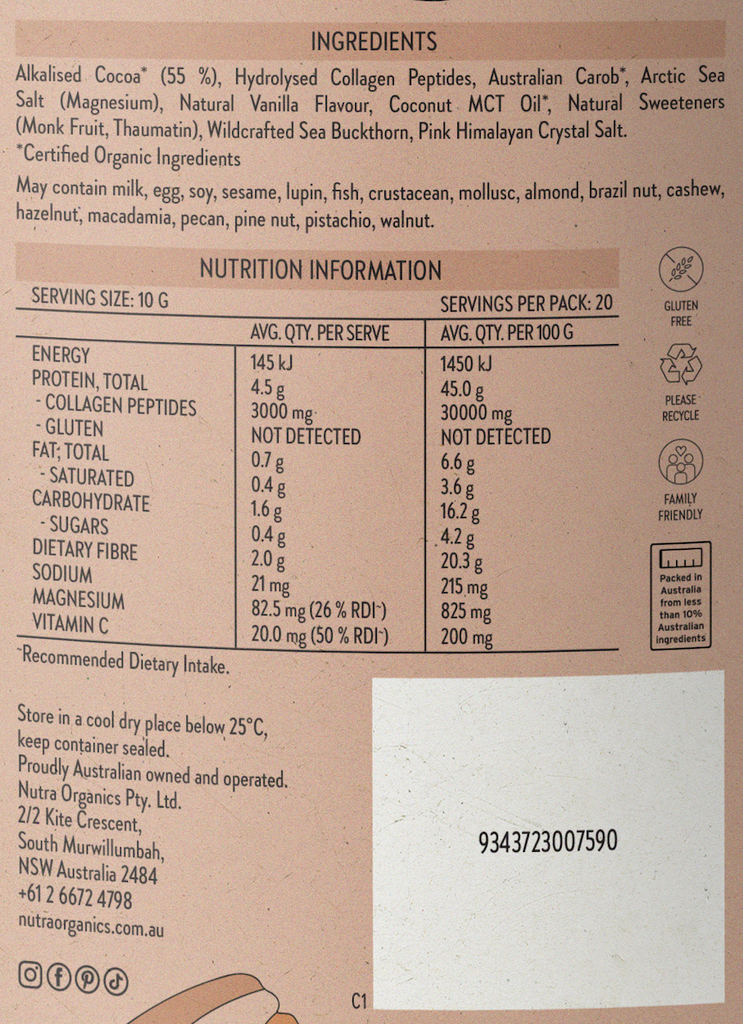 INGREDIENTS
Alkalised Cocoa* (55 %), Hydrolysed Collagen Peptides, Australian Carob*, Arctic Sea
Salt (Magnesium), Natural Vanilla Flavour, Coconut MCT Oil*, Natural Sweeteners
(Monk Fruit, Thaumatin), Wildcrafted Sea Buckthorn, Pink Himalayan Crystal Salt.
*Certified Organic Ingredients
May contain milk, egg, soy, sesame, lupin, fish, crustacean, mollusc, almond, brazil nut, cashew,
hazelnut, macadamia, pecan, pine nut, pistachio, walnut.
NUTRITION INFORMATION
SERVING SIZE: 10 G SERVINGS PER PACK: 20
AVG. QTY. PER SERVE AVG. QTY. PER 100 G
ENERGY 145 kJ 1450 kJ
PROTEIN, TOTAL 4.5 g 45.0 g
- COLLAGEN PEPTIDES 3000 mg 30000 mg
- GLUTEN NOT DETECTED NOT DETECTED
FAT; TOTAL 0.7 g 6.6 g
- SATURATED 0.4 g 3.6 g
CARBOHYDRATE 1.6 g 16.2 g
- SUGARS 0.4 g 4.2 g
DIETARY FIBRE 2.0 g 20.3 g
SODIUM 21 mg 215 mg
MAGNESIUM 82.5 mg (26 % RDI~) 825 mg
VITAMIN C 20.0 mg (50 % RDI~) 200 mg
~Recommended Dietary Intake.
GLUTEN
FREE
PLEASE
RECYCLE
FAMILY
FRIENDLY
Packed in
Australia
from less
than 10%
Australian
ingredients
Store in a cool dry place below 25°C,
keep container sealed.
Proudly Australian owned and operated.
Nutra Organics Pty. Ltd.
2/2 Kite Crescent,
South Murwillumbah,
NSW Australia 2484
+61 2 6672 4798
nutraorganics.com.au
9343723007590
C1